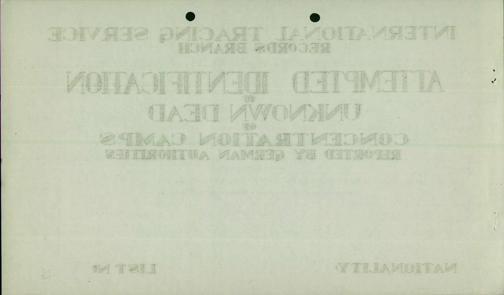 INTERNATIONAL TRACING SERVICE
RECORDS BRANCH
ATTEMPTED IDENTIFICATION
OF
UNKNOWN DEAD
OF
CONCENTRATION CAMPS
REPORTED BY GERMAN AUTHORITIES
NATIONALITY
LIST Nº